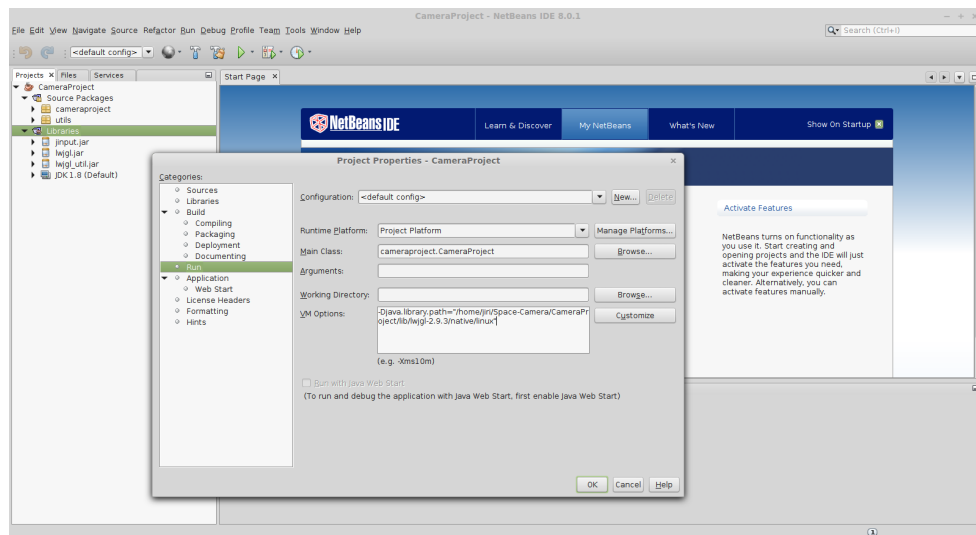 CameraProject - NetBeans IDE 8.0.1
File Edit View Navigate Source Refactor Run Debug Profile Team Tools Window Help
Search (Ctrl+I)
<default config>
Projects Files Services
Start Page
CameraProject
Source Packages
cameraproject
utils
Libraries
jinput.jar
lwjgl.jar
lwjgl_util.jar
JDK 1.8 (Default)
NetBeans IDE
Learn & Discover My NetBeans What's New Show On Startup
Activate Features
NetBeans turns on functionality as
you use it. Start creating and
opening projects and the IDE will just
activate the features you need,
making your experience quicker and
cleaner. Alternatively, you can
activate features manually.
Project Properties - CameraProject
Categories:
Sources
Libraries
Build
Compiling
Packaging
Deployment
Documenting
Run
Application
Web Start
License Headers
Formatting
Hints
Configuration: <default config> New... Delete
Runtime Platform: Project Platform Manage Platforms...
Main Class: cameraproject.CameraProject Browse...
Arguments:
Working Directory: Browse...
VM Options: -Djava.library.path="/home/jiri/Space-Camera/CameraPr
oject/lib/lwjgl-2.9.3/native/linux" Customize
(e.g. -Xms10m)
Run with Java Web Start
(To run and debug the application with Java Web Start, first enable Java Web Start)
OK Cancel Help
1